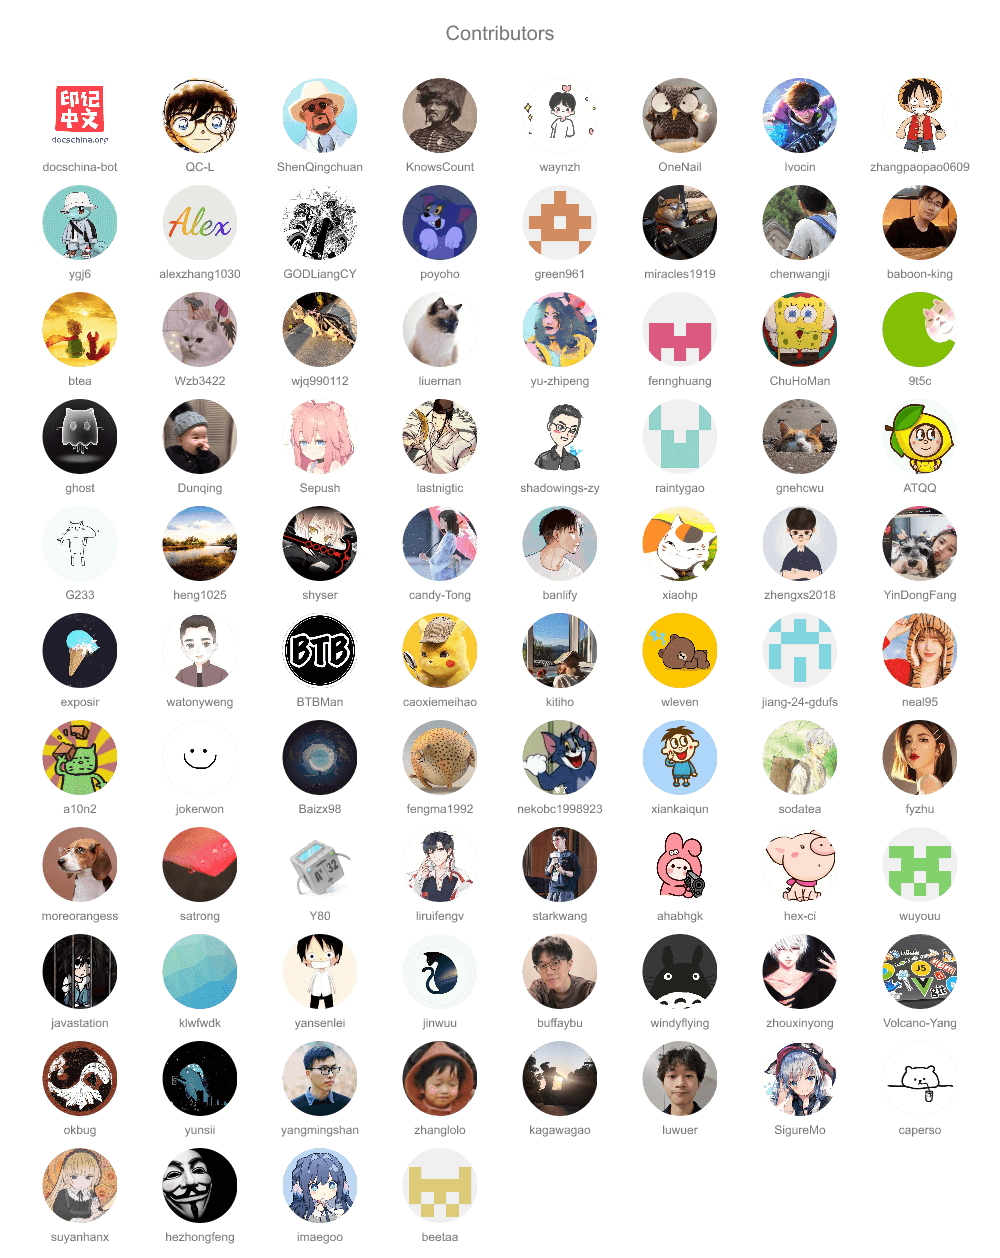 Contributors
印记
中文
docschina.org
docschina-bot
QC-L
ShenQingchuan
KnowsCount
waynzh
OneNail
lvocin
zhangpaopao0609
Alex
ygj6
alexzhang1030
GODLiangCY
poyoho
green961
miracles1919
chenwangji
baboon-king
btea
Wzb3422
wjq990112
liuernan
yu-zhipeng
fennghuang
ChuHoMan
9t5c
ghost
Dunqing
Sepush
lastnigtic
shadowings-zy
raintygao
gnehcwu
ATQQ
G233
heng1025
shyser
candy-Tong
banlify
xiaohp
zhengxs2018
YinDongFang
BTB
exposir
watonyweng
BTBMan
caoxiemeihao
kitiho
wleven
jiang-24-gdufs
neal95
a10n2
jokerwon
Baizx98
fengma1992
nekobc1998923
xiankaiqun
sodatea
fyzhu
moreorangess
satrong
Y80
liruifengv
starkwang
ahabhgk
hex-ci
wuyouu
JS
git
javastation
klwfwdk
yansenlei
jinwuu
buffaybu
windyflying
zhouxinyong
Volcano-Yang
okbug
yunsii
yangmingshan
zhanglolo
kagawagao
luwuer
SigureMo
caperso
suyanhanx
hezhongfeng
imaegoo
beetaa